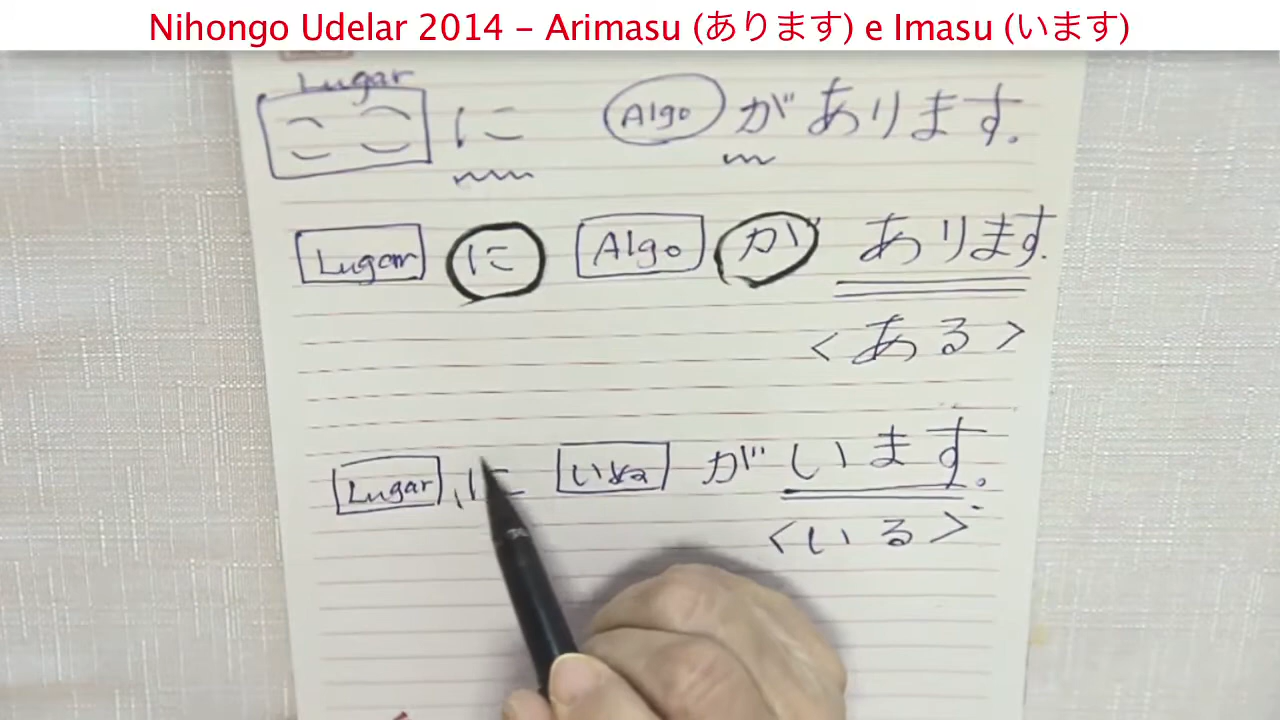 Nihongo Udelar 2014 – Arimasu (あります) e Imasu (います)
Lugar
に Algo があります.
Lugar に Algo が あります.
<ある>
Lugar に いぬ がいます。
<いる>